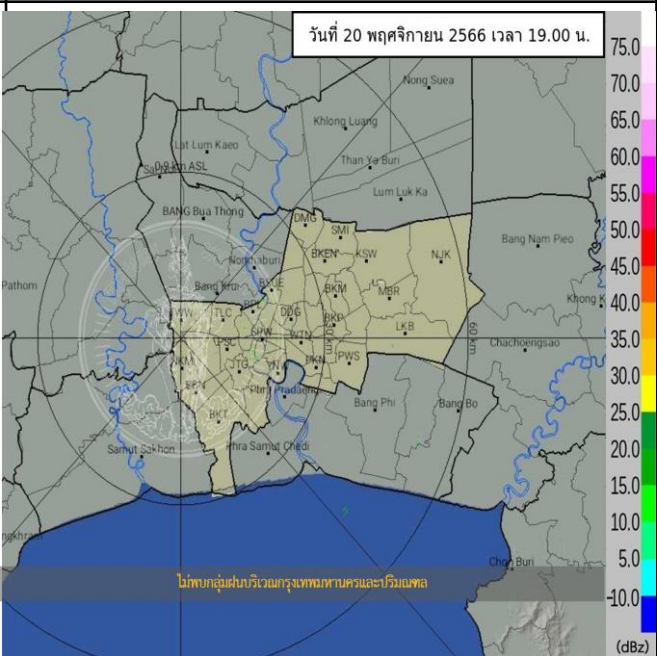 วันที่ 20 พฤศจิกายน 2566 เวลา 19.00 น.
Nong Suea
Khlong Luang
Lat Lum Kaeo
0.9 km ASL
Than Ya Buri
Lum Luk Ka
BANG Bua Thong
DMG
SMI
Bang Nam Pieo
BKEN
KSW
NJK
Nonthaburi
Pathom
Bang Krui
BKM
MBR
Khong K
TWW
TLC
DDG
BKP
LKB
30 km
60 km
PSC
WTN
Chachoengsao
PWS
NKM
JTG
PKN
Phra Pradaeng
BKT
Bang Phi
Bang Bo
Samut Sakhon
Phra Samut Chedi
ngkhram
Chon Buri
ไม่พบกลุ่มฝนบริเวณกรุงเทพมหานครและปริมณฑล
75.0
70.0
65.0
60.0
55.0
50.0
45.0
40.0
35.0
30.0
25.0
20.0
15.0
10.0
5.0
-10.0
(dBz)